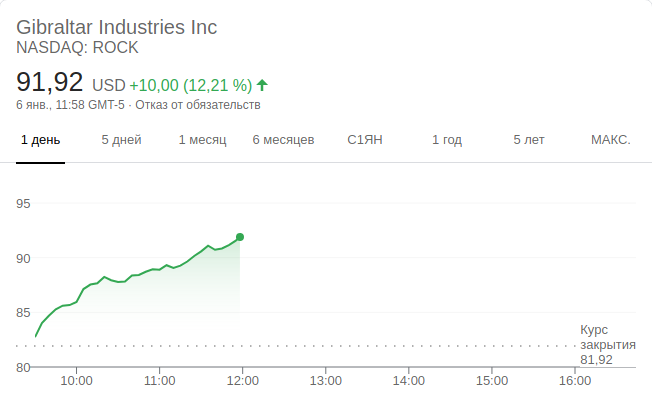 Gibraltar Industries Inc
NASDAQ: ROCK
91,92 USD +10,00 (12,21 %)
6 янв., 11:58 GMT-5 · Отказ от обязательств
1 день 5 дней 1 месяц 6 месяцев С1ЯН 1 год 5 лет МАКС.
95
90
85
Курс
закрытия
81,92
80
10:00 11:00 12:00 13:00 14:00 15:00 16:00